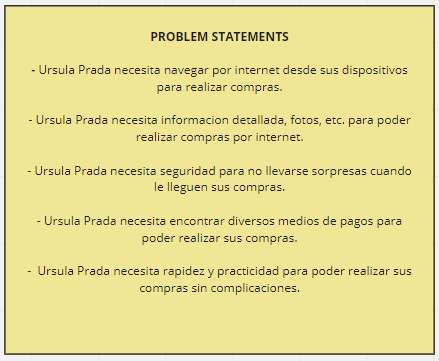 PROBLEM STATEMENTS
- Ursula Prada necesita navegar por internet desde sus dispositivos
para realizar compras.
- Ursula Prada necesita informacion detallada, fotos, etc. para poder
realizar compras por internet.
- Ursula Prada necesita seguridad para no llevarse sorpresas cuando
le lleguen sus compras.
- Ursula Prada necesita encontrar diversos medios de pagos para
poder realizar sus compras.
- Ursula Prada necesita rapidez y practicidad para poder realizar sus
compras sin complicaciones.